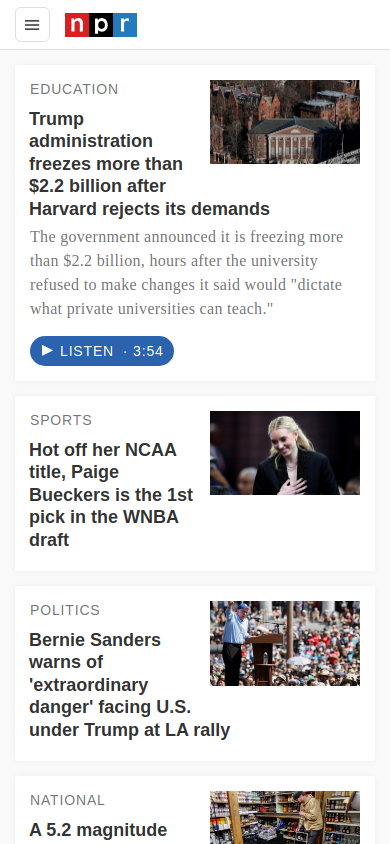 npr
EDUCATION
Trump
administration
freezes more than
$2.2 billion after
Harvard rejects its demands
The government announced it is freezing more
than $2.2 billion, hours after the university
refused to make changes it said would "dictate
what private universities can teach."
LISTEN · 3:54
SPORTS
Hot off her NCAA
title, Paige
Bueckers is the 1st
pick in the WNBA
draft
POLITICS
Bernie Sanders
warns of
'extraordinary
danger' facing U.S.
under Trump at LA rally
NATIONAL
A 5.2 magnitude